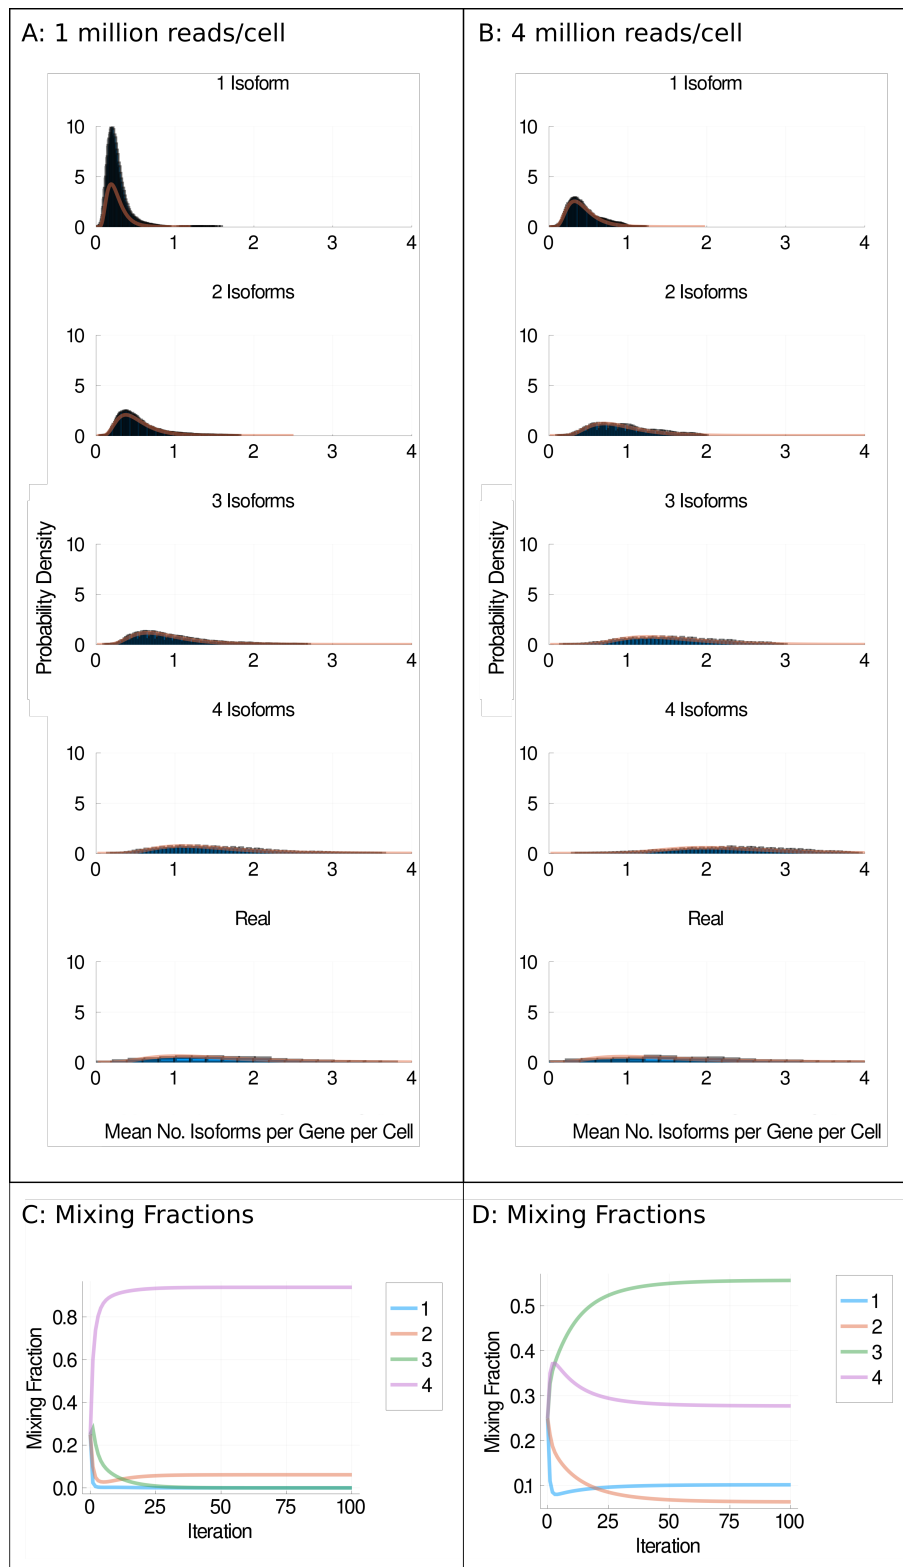 A: 1 million reads/cell
1 Isoform
10
5
0
0 1 2 3 4
2 Isoforms
10
5
0
0 1 2 3 4
3 Isoforms
10
5
0
0 1 2 3 4
4 Isoforms
10
5
0
0 1 2 3 4
Real
10
5
0
0 1 2 3 4
Probability Density
Mean No. Isoforms per Gene per Cell
B: 4 million reads/cell
1 Isoform
10
5
0
0 1 2 3 4
2 Isoforms
10
5
0
0 1 2 3 4
3 Isoforms
10
5
0
0 1 2 3 4
4 Isoforms
10
5
0
0 1 2 3 4
Real
10
5
0
0 1 2 3 4
Probability Density
Mean No. Isoforms per Gene per Cell
C: Mixing Fractions
Mixing Fraction
0.8
0.6
0.4
0.2
0.0
0 25 50 75 100
Iteration
1
2
3
4
D: Mixing Fractions
Mixing Fraction
0.5
0.4
0.3
0.2
0.1
0 25 50 75 100
Iteration
1
2
3
4